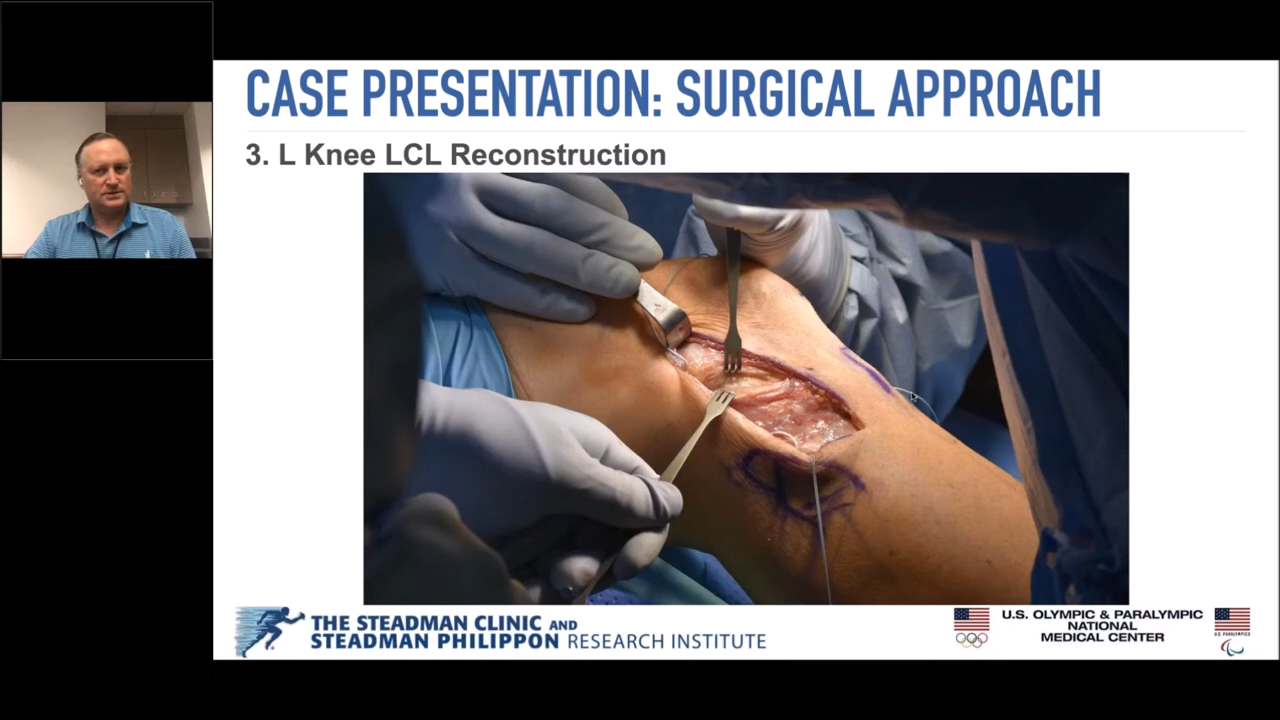 CASE PRESENTATION: SURGICAL APPROACH
3. L Knee LCL Reconstruction
THE STEADMAN CLINIC AND
STEADMAN PHILIPPON RESEARCH INSTITUTE
U.S. OLYMPIC & PARALYMPIC
NATIONAL
MEDICAL CENTER
U.S. PARALYMPICS